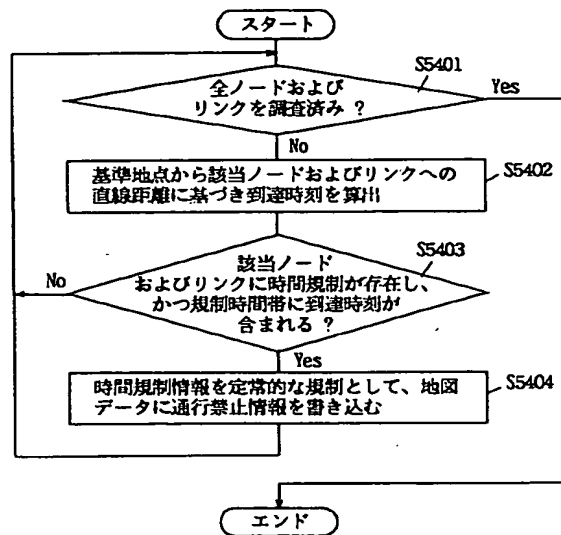 スタート
S5401
全ノードおよび
リンクを調査済み ?
Yes
No
基準地点から該当ノードおよびリンクへの
直線距離に基づき到達時刻を算出
S5402
S5403
該当ノード
およびリンクに時間規制が存在し、
かつ規制時間帯に到達時刻が
含まれる ?
No
Yes
時間規制情報を定常的な規制として、地図
データに通行禁止情報を書き込む
S5404
エンド